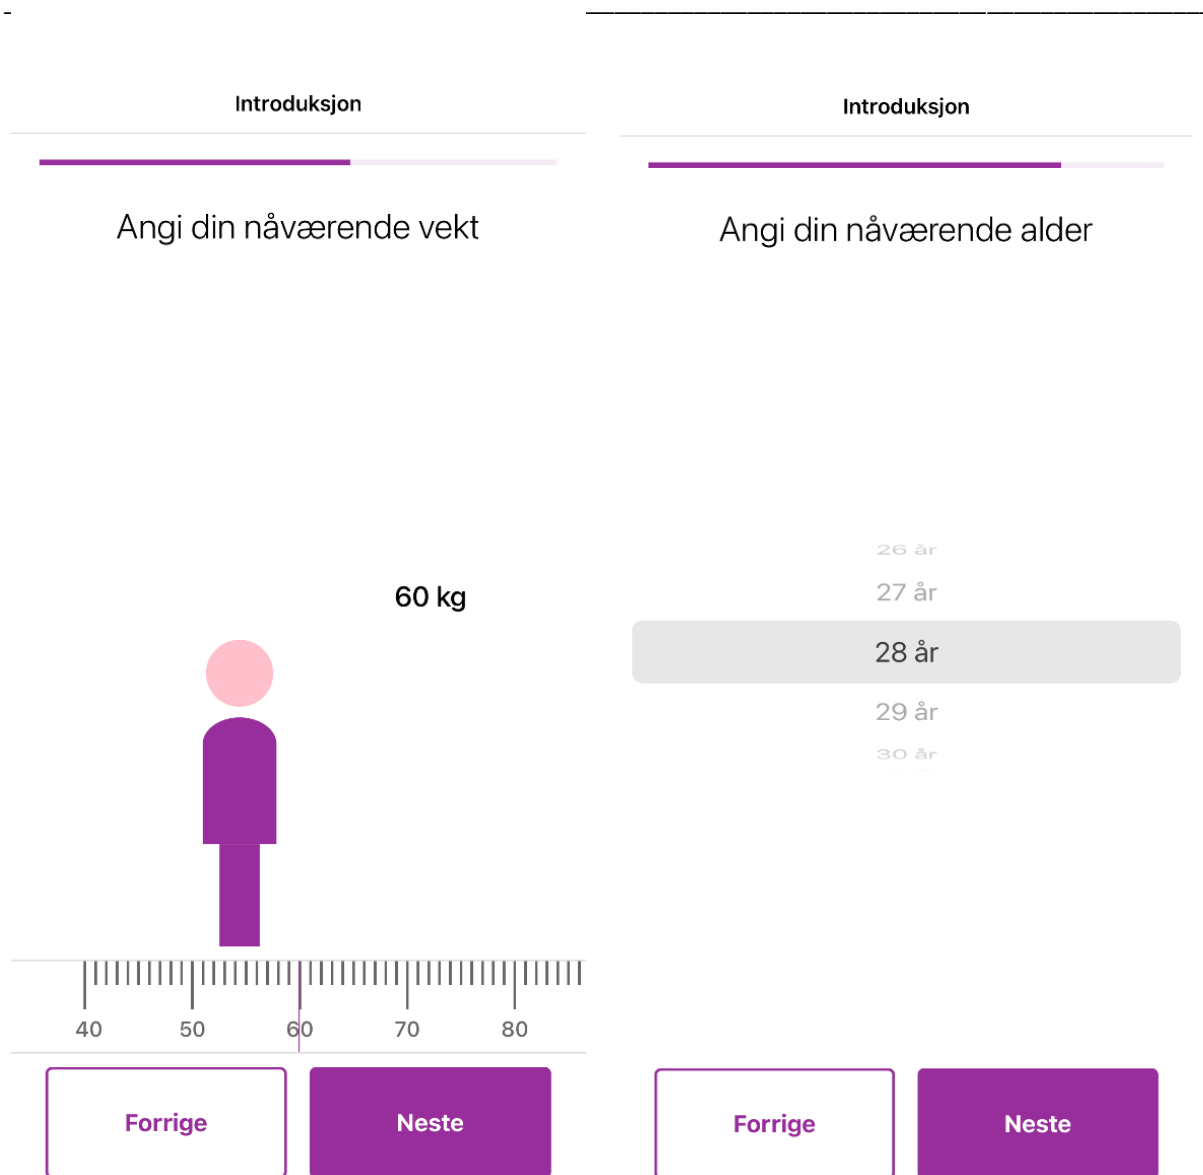 Introduksjon
Angi din nåværende vekt
60 kg
40 50 60 70 80
Forrige Neste
Introduksjon
Angi din nåværende alder
26 år
27 år
28 år
29 år
30 år
Forrige Neste